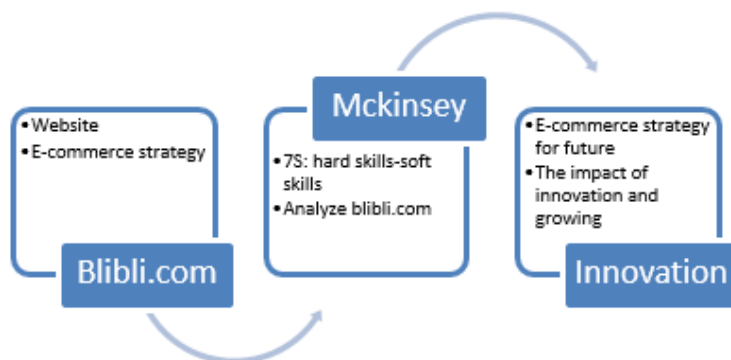 • Website
• E-commerce strategy
Blibli.com
Mckinsey
• 7S: hard skills-soft
skills
• Analyze blibli.com
• E-commerce strategy
for future
• The impact of
innovation and
growing
Innovation